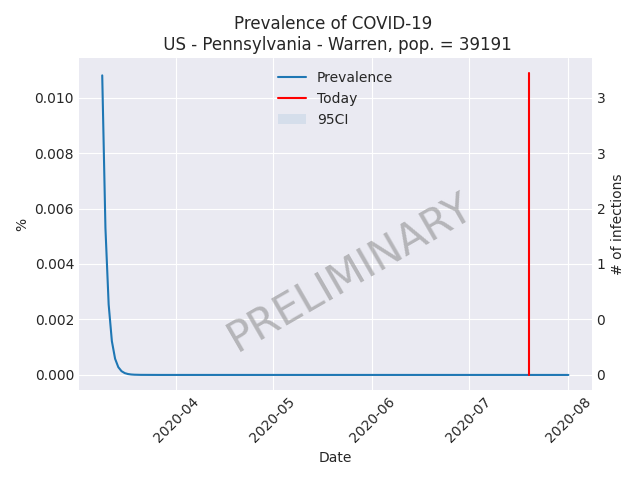 Prevalence of COVID-19
US - Pennsylvania - Warren, pop. = 39191
Prevalence
Today
95CI
%
0.010
0.008
0.006
0.004
0.002
0.000
3
3
2
1
0
0
# of infections
PRELIMINARY
2020-04
2020-05
2020-06
2020-07
2020-08
Date